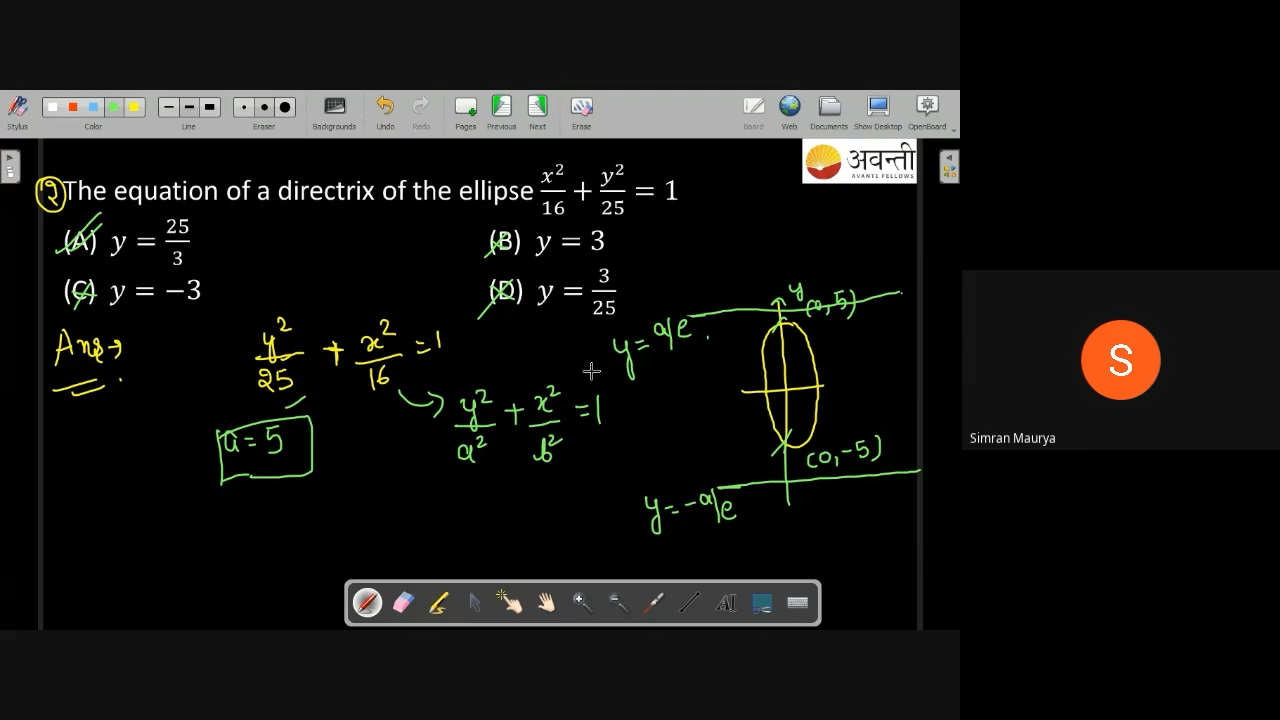 Stylus
Color
Line
Eraser
Backgrounds
Undo
Redo
Pages
Previous
Next
Erase
Board
Web
Documents
Show Desktop
OpenBoard
अवन्ती
AVANTI FELLOWS
Q The equation of a directrix of the ellipse x²/16 + y²/25 = 1
(A) y = 25/3
(B) y = 3
(C) y = −3
(D) y = 3/25
Ans→
y²/25 + x²/16 = 1
y²/a² + x²/b² = 1
a = 5
y = a/e.
y
(0, 5)
(0, -5)
y = -a/e
S
Simran Maurya